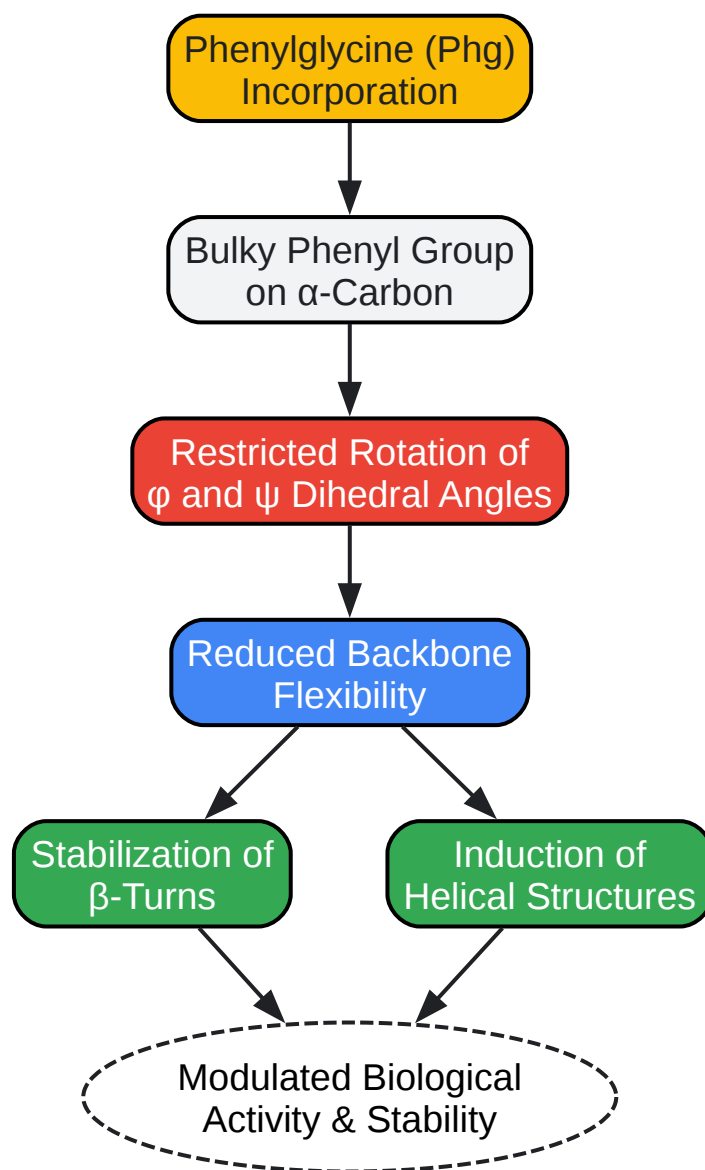 Phenylglycine (Phg)
Incorporation
Bulky Phenyl Group
on α-Carbon
Restricted Rotation of
φ and ψ Dihedral Angles
Reduced Backbone
Flexibility
Stabilization of
β-Turns
Induction of
Helical Structures
Modulated Biological
Activity & Stability